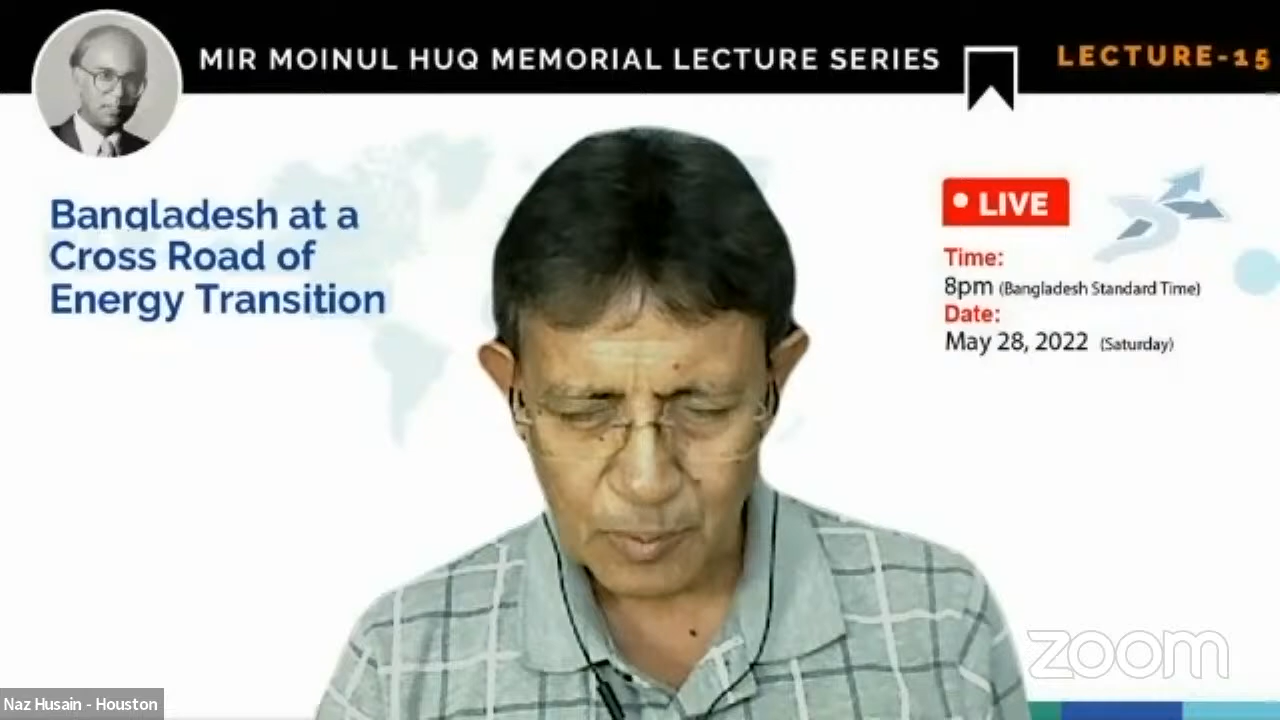 MIR MOINUL HUQ MEMORIAL LECTURE SERIES
LECTURE-15
Bangladesh at a
Cross Road of
Energy Transition
LIVE
Time:
8pm (Bangladesh Standard Time)
Date:
May 28, 2022 (Saturday)
zoom
Naz Husain - Houston